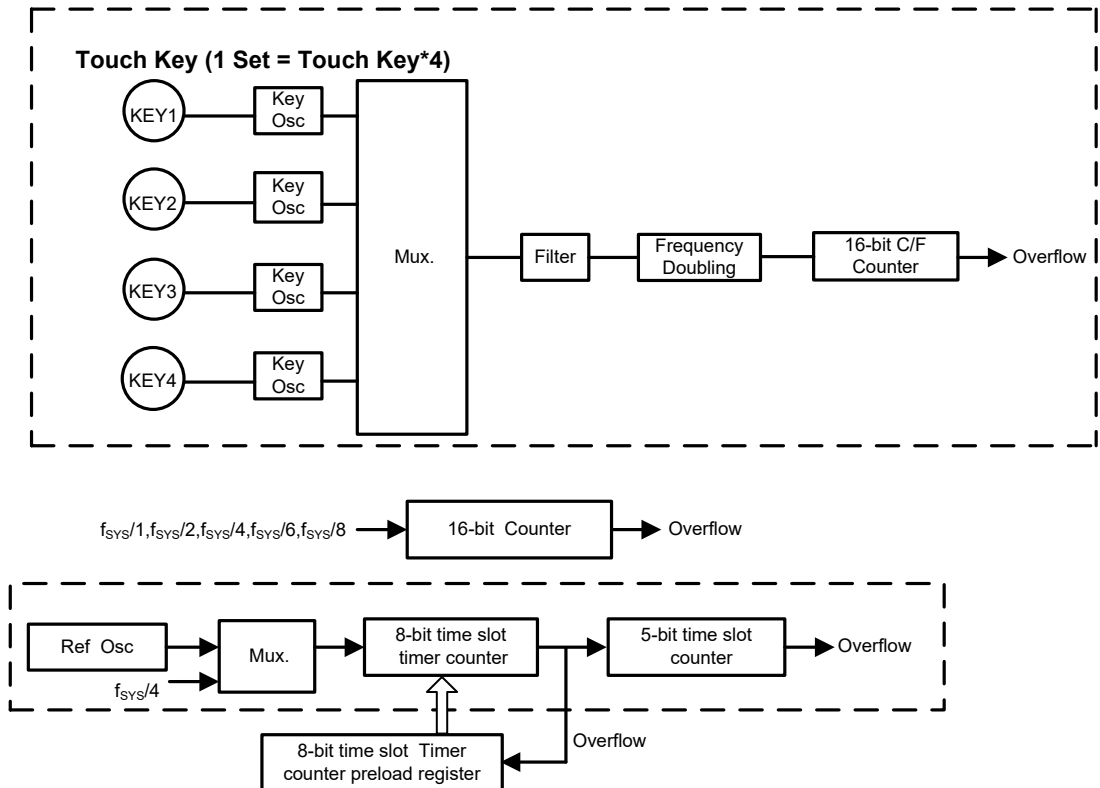 Touch Key (1 Set = Touch Key*4)
KEY1
Key
Osc
KEY2
Key
Osc
KEY3
Key
Osc
KEY4
Key
Osc
Mux.
Filter
Frequency
Doubling
16-bit C/F
Counter
Overflow
fSYS/1,fSYS/2,fSYS/4,fSYS/6,fSYS/8
16-bit Counter
Overflow
Ref Osc
fSYS/4
Mux.
8-bit time slot
timer counter
5-bit time slot
counter
Overflow
Overflow
8-bit time slot Timer
counter preload register